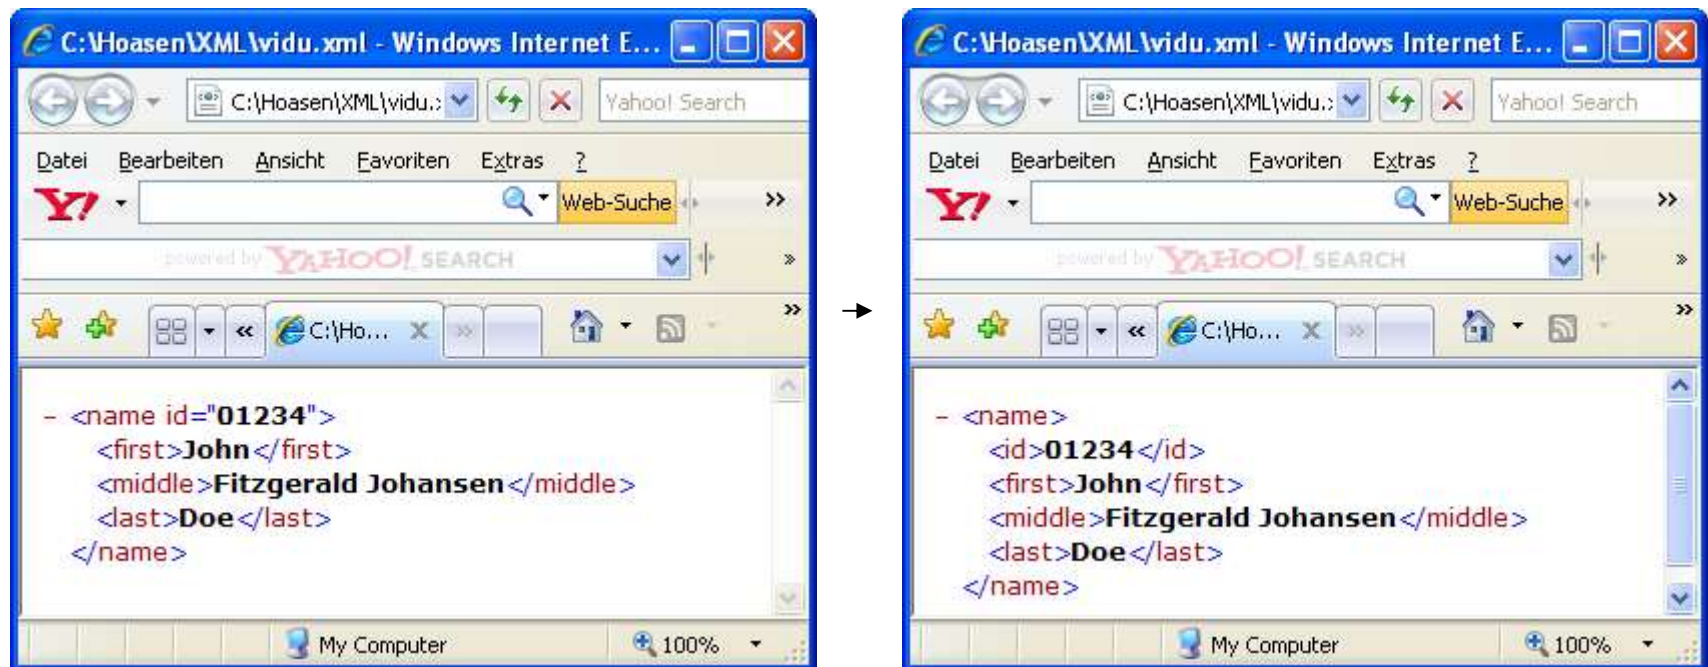 C:\Hoasen\XML\vidu.xml - Windows Internet E...
C:\Hoasen\XML\vidu.: Yahoo! Search
Datei Bearbeiten Ansicht Favoriten Extras ?
Y! Web-Suche »
powered by YAHOO! SEARCH »
« C:\Ho... » »
- <name id="01234">
<first>John</first>
<middle>Fitzgerald Johansen</middle>
<last>Doe</last>
</name>
My Computer 100%
→
C:\Hoasen\XML\vidu.xml - Windows Internet E...
C:\Hoasen\XML\vidu.: Yahoo! Search
Datei Bearbeiten Ansicht Favoriten Extras ?
Y! Web-Suche »
powered by YAHOO! SEARCH »
« C:\Ho... » »
- <name>
<id>01234</id>
<first>John</first>
<middle>Fitzgerald Johansen</middle>
<last>Doe</last>
</name>
My Computer 100%